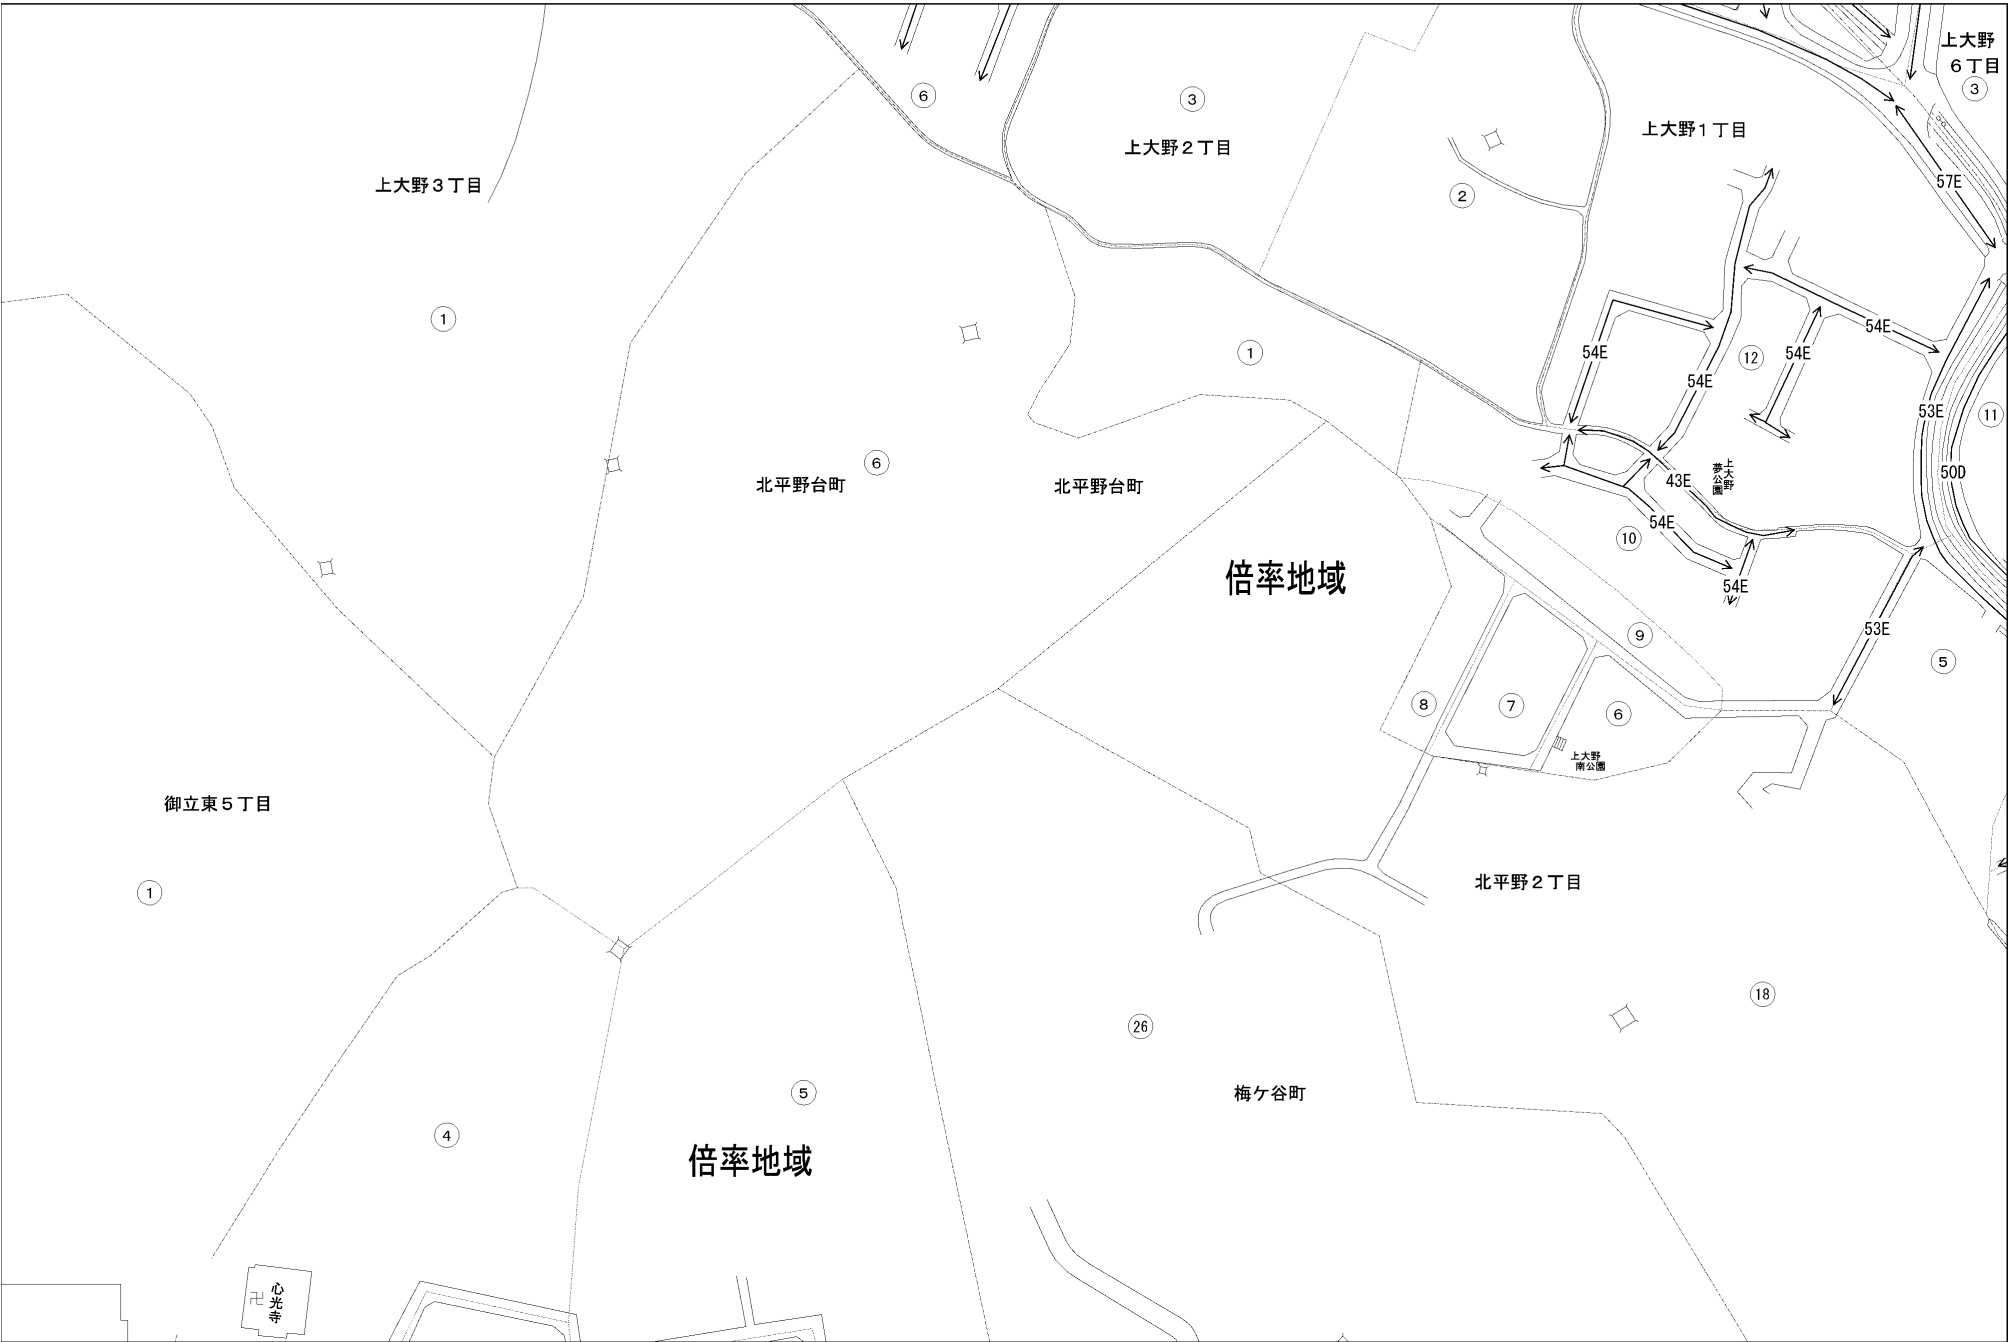 上大野
６丁目
3
6
3
上大野２丁目
上大野１丁目
2
57E
上大野３丁目
1
1
54E
54E
12
54E
54E
53E
11
6
北平野台町
北平野台町
上大野
夢公園
43E
50D
54E
10
倍率地域
54E
53E
9
5
8
7
6
上大野
南公園
御立東５丁目
1
北平野２丁目
18
26
5
梅ケ谷町
4
倍率地域
卍
心光寺